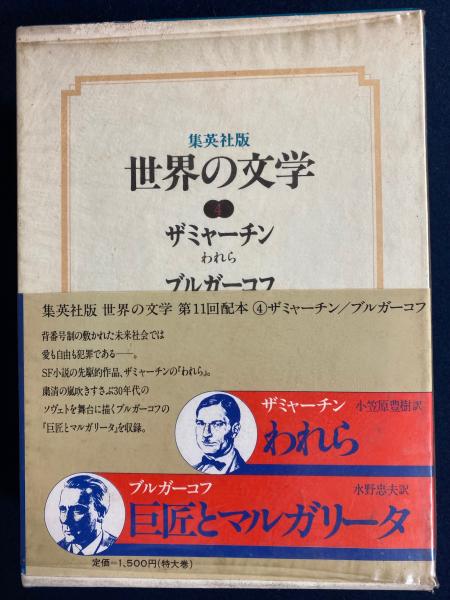 集英社版
世界の文学
4
ザミャーチン
われら
ブルガーコフ
集英社版 世界の文学 第11回配本 ④ザミャーチン/ブルガーコフ
背番号制の敷かれた未来社会では
愛も自由も犯罪である——。
SF小説の先駆的作品、ザミャーチンの『われら』。
粛清の嵐吹きすさぶ30年代の
ソヴェトを舞台に描くブルガーコフの
『巨匠とマルガリータ』を収録。
ザミャーチン 小笠原豊樹訳
われら
ブルガーコフ 水野忠夫訳
巨匠とマルガリータ
定価=1,500円(特大巻)